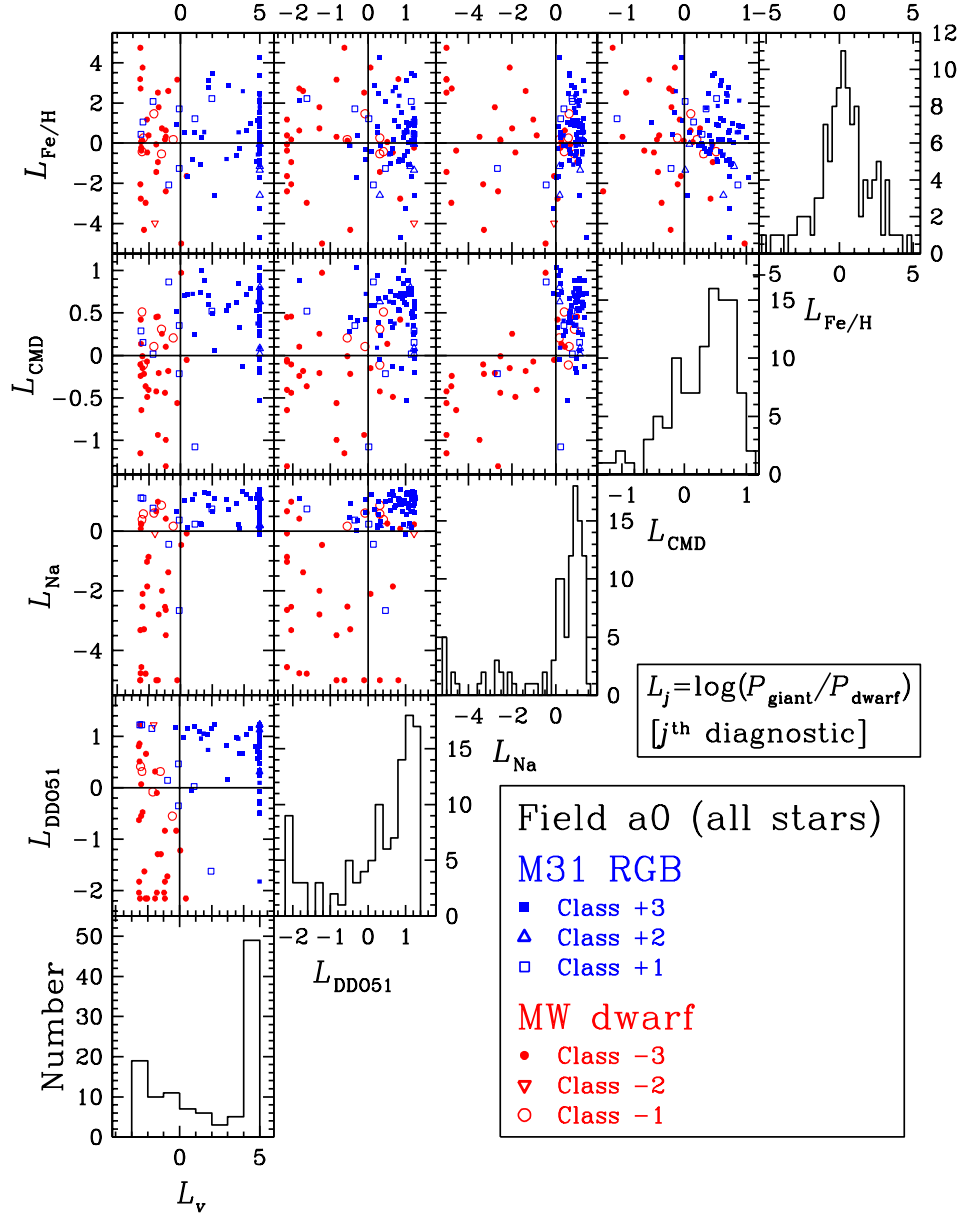 0 5 −2 −1 0 1 −4 −2 0 −1 0 1 −5 0 5
L_Fe/H 4 2 0 −2 −4
12 10 8 6 4 2 0
−5 0 5
L_Fe/H
L_CMD 1 0.5 0 −0.5 −1
15 10 5 0
−1 0 1
L_CMD
L_Na 0 −2 −4
15 10 5 0
−4 −2 0
L_Na
L_j=log(P_giant/P_dwarf)
[j^th diagnostic]
L_DDO51 1 0 −1 −2
15 10 5 0
−2 −1 0 1
L_DDO51
Field a0 (all stars)
M31 RGB
Class +3
Class +2
Class +1
MW dwarf
Class −3
Class −2
Class −1
Number 50 40 30 20 10 0
0 5
L_v